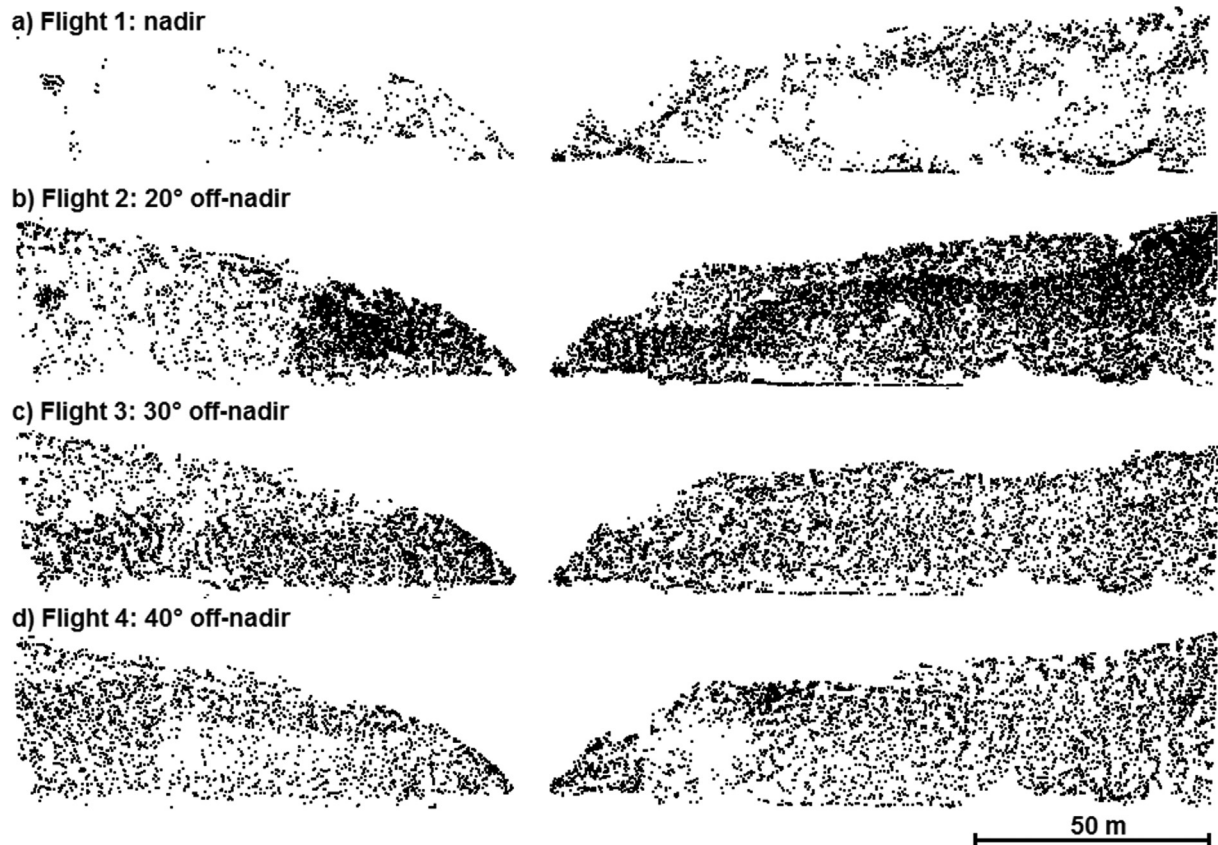 a) Flight 1: nadir
b) Flight 2: 20° off-nadir
c) Flight 3: 30° off-nadir
d) Flight 4: 40° off-nadir
50 m